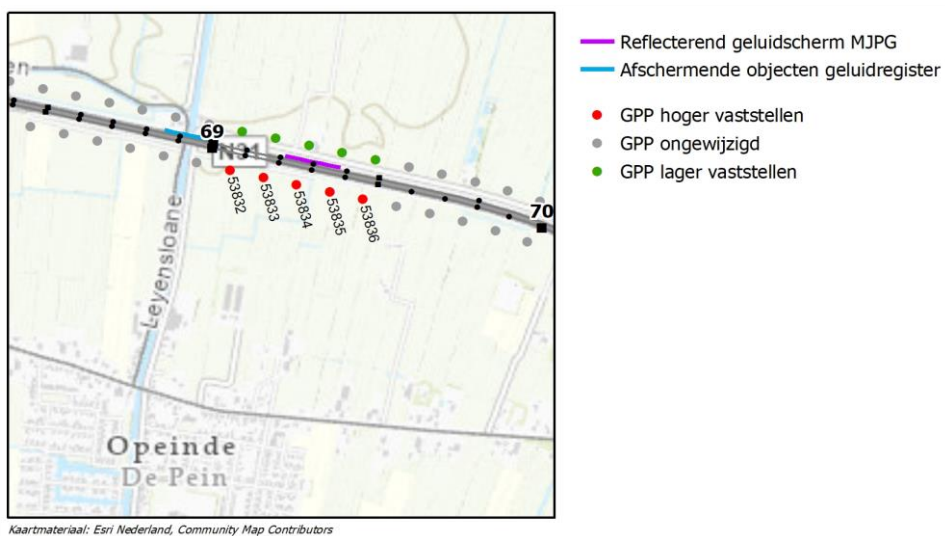 Reflecterend geluidscherm MJPG
Afschermende objecten geluidregister
GPP hoger vaststellen
GPP ongewijzigd
GPP lager vaststellen
en
69
N31
53832
53833
53834
53835
53836
70
Leyensloane
Opeinde
De Pein
Kaartmateriaal: Esri Nederland, Community Map Contributors